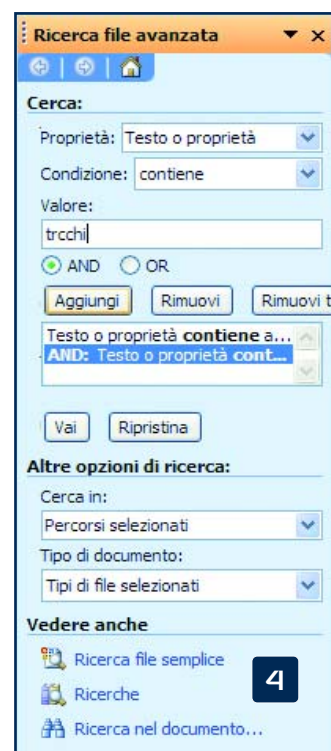 Ricerca file avanzata
Cerca:
Proprietà: Testo o proprietà
Condizione: contiene
Valore:
trcchi
AND OR
Aggiungi Rimuovi Rimuovi t
Testo o proprietà contiene a...
AND: Testo o proprietà cont...
Vai Ripristina
Altre opzioni di ricerca:
Cerca in:
Percorsi selezionati
Tipo di documento:
Tipi di file selezionati
Vedere anche
Ricerca file semplice
Ricerche
4
Ricerca nel documento...